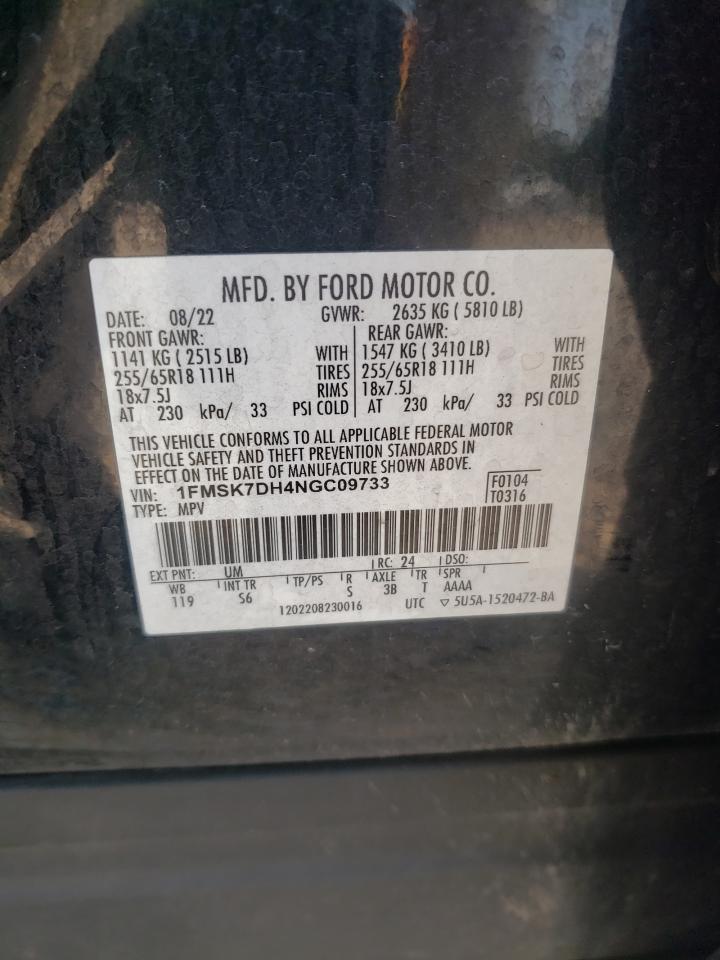 MFD. BY FORD MOTOR CO.
DATE: 08/22 GVWR: 2635 KG ( 5810 LB)
FRONT GAWR: REAR GAWR:
1141 KG ( 2515 LB) WITH 1547 KG ( 3410 LB) WITH
255/65R18 111H TIRES 255/65R18 111H TIRES
18x7.5J RIMS 18x7.5J RIMS
AT 230 kPa/ 33 PSI COLD AT 230 kPa/ 33 PSI COLD
THIS VEHICLE CONFORMS TO ALL APPLICABLE FEDERAL MOTOR
VEHICLE SAFETY AND THEFT PREVENTION STANDARDS IN
EFFECT ON THE DATE OF MANUFACTURE SHOWN ABOVE.
VIN: 1FMSK7DH4NGC09733 F0104
TYPE: MPV T0316
EXT PNT: UM RC: 24 DSO:
WB INT TR TP/PS R AXLE TR SPR
119 S6 S 3B T AAAA
1202208230016 UTC ▽ 5U5A-1520472-BA